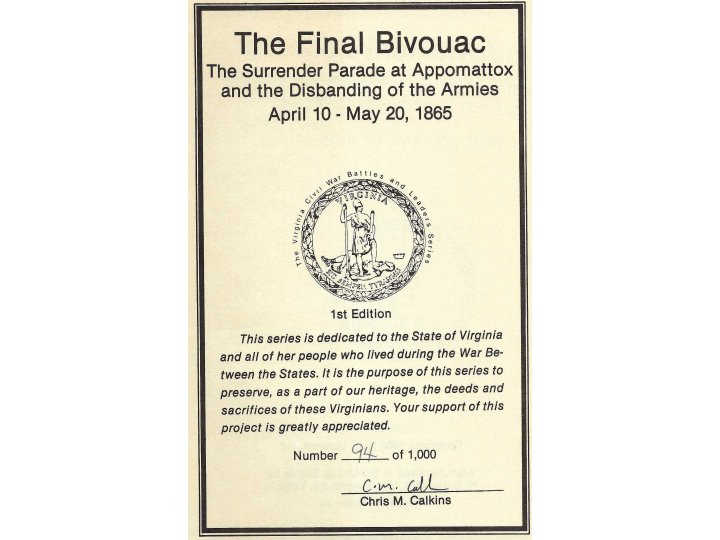 The Final Bivouac
The Surrender Parade at Appomattox
and the Disbanding of the Armies
April 10 - May 20, 1865
The Virginia Civil War Battles and Leaders Series
VIRGINIA
SIC SEMPER TYRANNIS
1st Edition
This series is dedicated to the State of Virginia
and all of her people who lived during the War Be-
tween the States. It is the purpose of this series to
preserve, as a part of our heritage, the deeds and
sacrifices of these Virginians. Your support of this
project is greatly appreciated.
Number 94 of 1,000
C.M. Calk
Chris M. Calkins